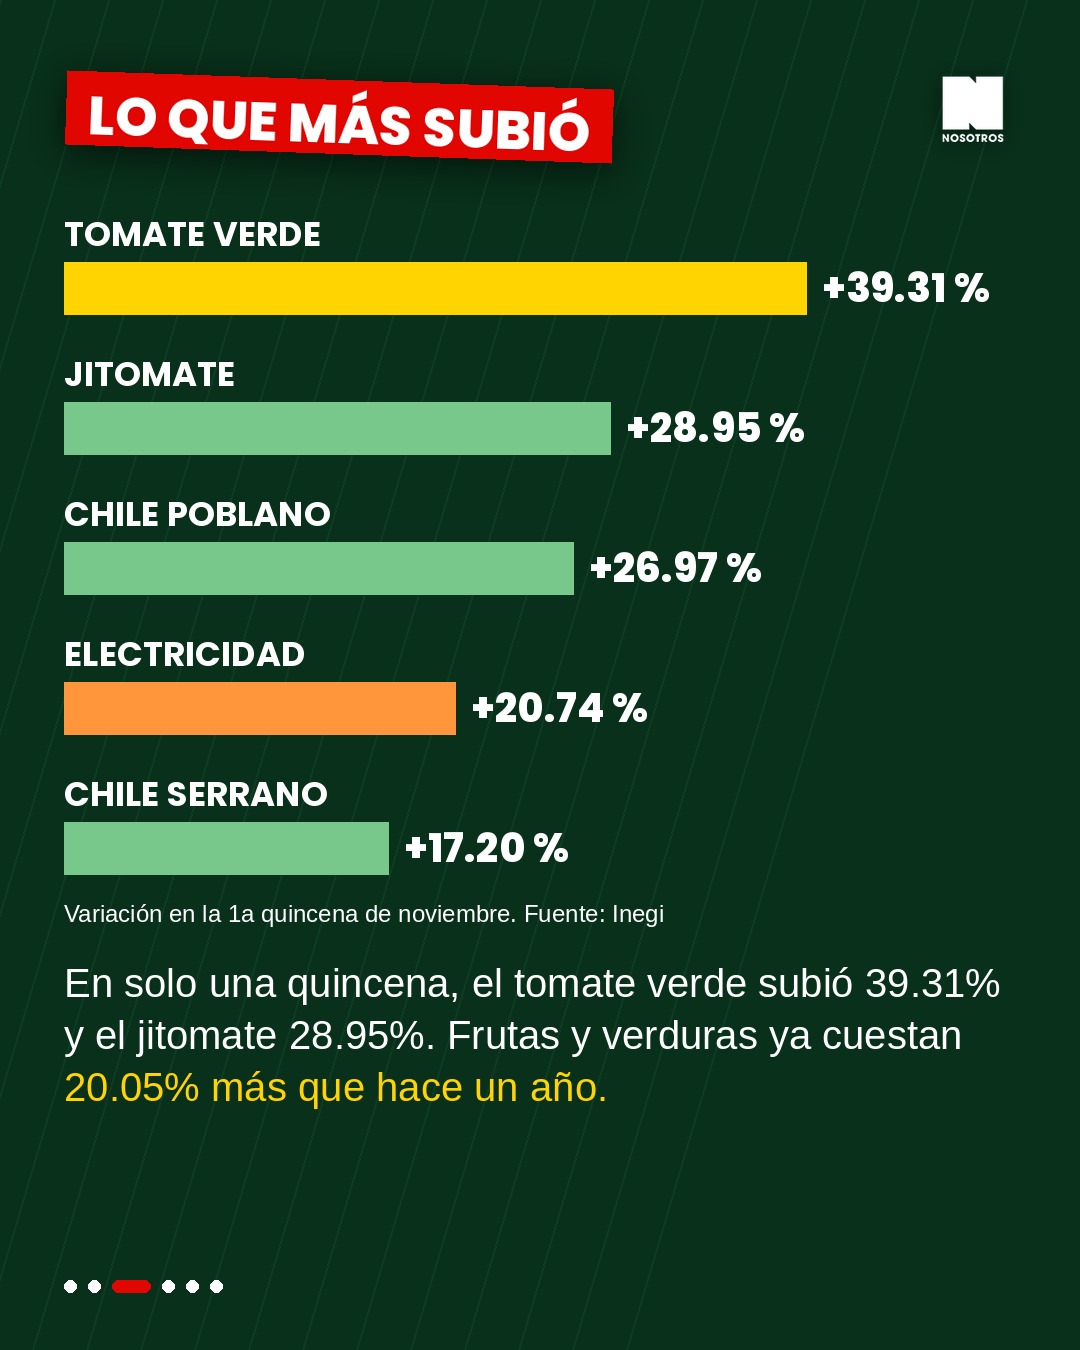 LO QUE MÁS SUBIÓ
N
NOSOTROS
TOMATE VERDE
+39.31 %
JITOMATE
+28.95 %
CHILE POBLANO
+26.97 %
ELECTRICIDAD
+20.74 %
CHILE SERRANO
+17.20 %
Variación en la 1a quincena de noviembre. Fuente: Inegi
En solo una quincena, el tomate verde subió 39.31%
y el jitomate 28.95%. Frutas y verduras ya cuestan
20.05% más que hace un año.